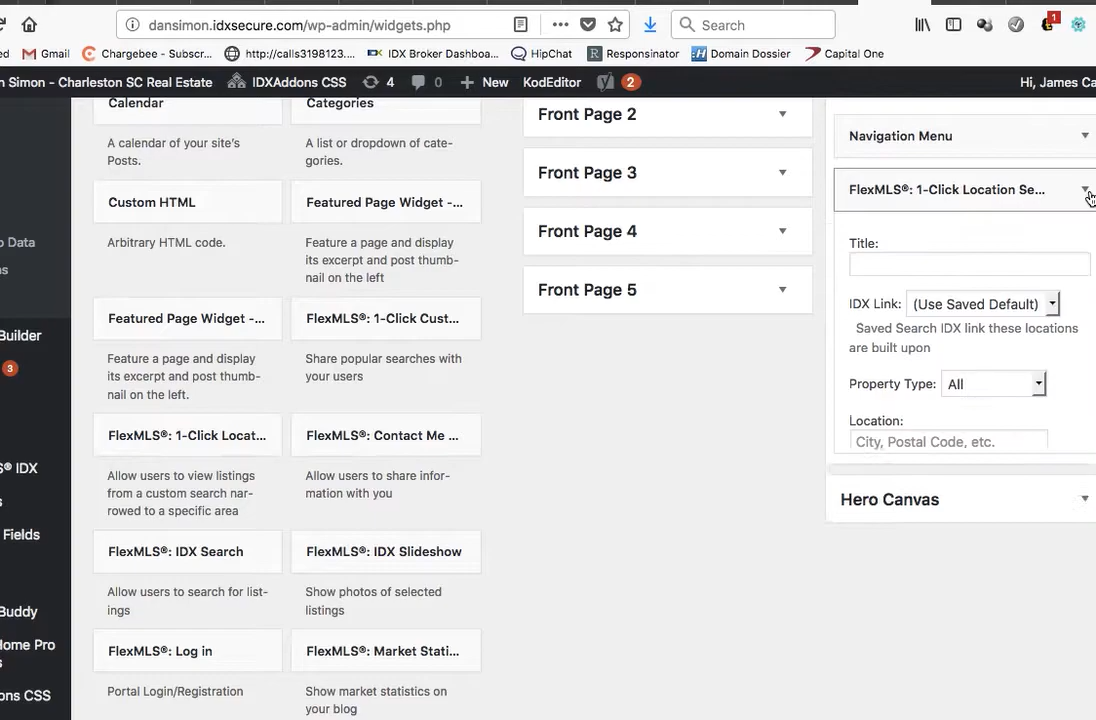 dansimon.idxsecure.com/wp-admin/widgets.php
Search
1
ed
Gmail
Chargebee - Subscr...
http://calls3198123....
IDX Broker Dashboa...
HipChat
Responsinator
Domain Dossier
Capital One
n Simon - Charleston SC Real Estate
IDXAddons CSS
4
0
New
KodEditor
2
Hi, James Ca
o Data
ns
Builder
3
S® IDX
s
Fields
Buddy
Home Pro
s
ons CSS
Calendar
A calendar of your site's
Posts.
Categories
A list or dropdown of cate-
gories.
Custom HTML
Arbitrary HTML code.
Featured Page Widget -...
Feature a page and display
its excerpt and post thumb-
nail on the left
Featured Page Widget -...
Feature a page and display
its excerpt and post thumb-
nail on the left.
FlexMLS®: 1-Click Cust...
Share popular searches with
your users
FlexMLS®: 1-Click Locat...
Allow users to view listings
from a custom search nar-
rowed to a specific area
FlexMLS®: Contact Me ...
Allow users to share infor-
mation with you
FlexMLS®: IDX Search
Allow users to search for list-
ings
FlexMLS®: IDX Slideshow
Show photos of selected
listings
FlexMLS®: Log in
Portal Login/Registration
FlexMLS®: Market Stati...
Show market statistics on
your blog
Front Page 2
Front Page 3
Front Page 4
Front Page 5
Navigation Menu
FlexMLS®: 1-Click Location Se...
Title:
IDX Link: (Use Saved Default)
Saved Search IDX link these locations
are built upon
Property Type: All
Location:
City, Postal Code, etc.
Hero Canvas